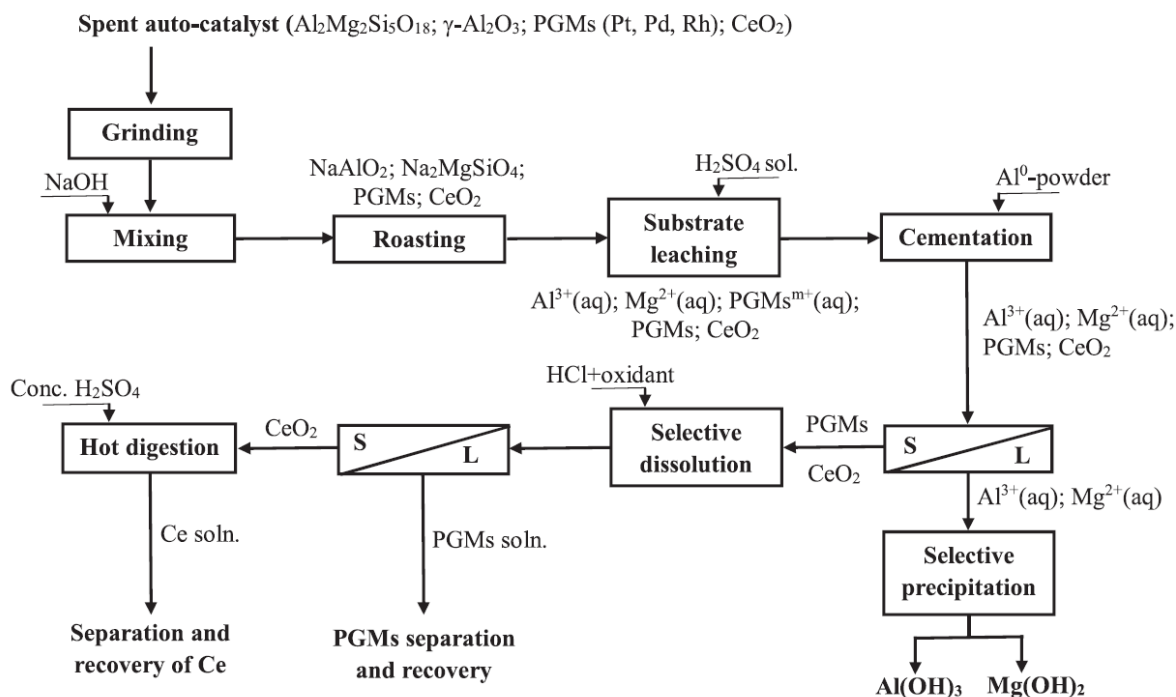 Spent auto-catalyst (Al₂Mg₂Si₅O₁₈; γ-Al₂O₃; PGMs (Pt, Pd, Rh); CeO₂)
Grinding
NaOH
Mixing
NaAlO₂; Na₂MgSiO₄;
PGMs; CeO₂
Roasting
H₂SO₄ sol.
Substrate
leaching
Al³⁺(aq); Mg²⁺(aq); PGMsᵐ⁺(aq);
PGMs; CeO₂
Al⁰-powder
Cementation
Al³⁺(aq); Mg²⁺(aq);
PGMs; CeO₂
S
L
PGMs
CeO₂
HCl+oxidant
Selective
dissolution
S
L
CeO₂
Conc. H₂SO₄
Hot digestion
Ce soln.
Separation and
recovery of Ce
PGMs soln.
PGMs separation
and recovery
Al³⁺(aq); Mg²⁺(aq)
Selective
precipitation
Al(OH)₃
Mg(OH)₂